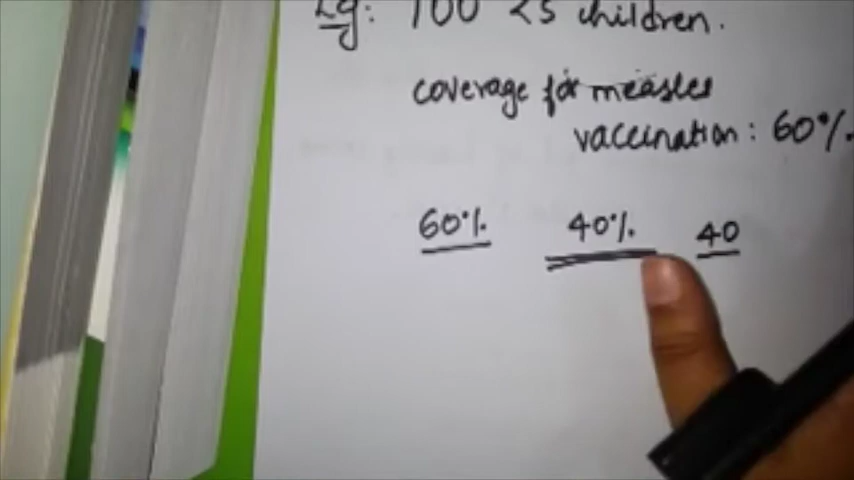 Eg: 100 <5 children.
coverage for measles
vaccination: 60%.
60% 40% 40